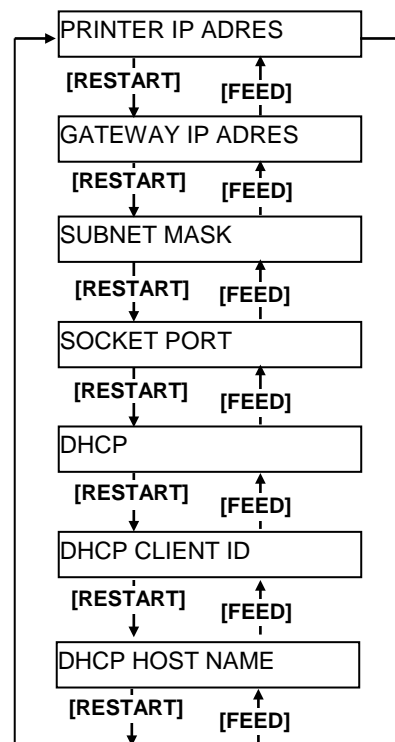 PRINTER IP ADRES
[RESTART] [FEED]
GATEWAY IP ADRES
[RESTART] [FEED]
SUBNET MASK
[RESTART] [FEED]
SOCKET PORT
[RESTART] [FEED]
DHCP
[RESTART] [FEED]
DHCP CLIENT ID
[RESTART] [FEED]
DHCP HOST NAME
[RESTART] [FEED]